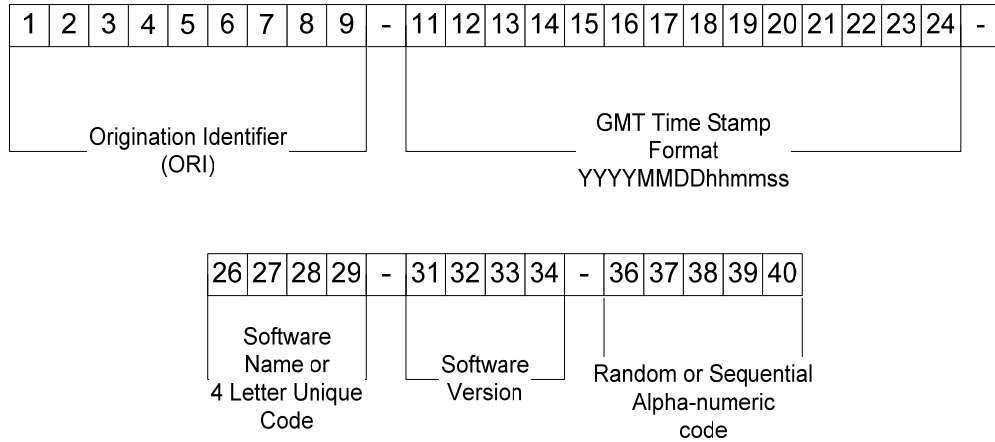 1 2 3 4 5 6 7 8 9 - 11 12 13 14 15 16 17 18 19 20 21 22 23 24 -
Origination Identifier
(ORI)
GMT Time Stamp
Format
YYYYMMDDhhmmss
26 27 28 29 - 31 32 33 34 - 36 37 38 39 40
Software
Name or
4 Letter Unique
Code
Software
Version
Random or Sequential
Alpha-numeric
code